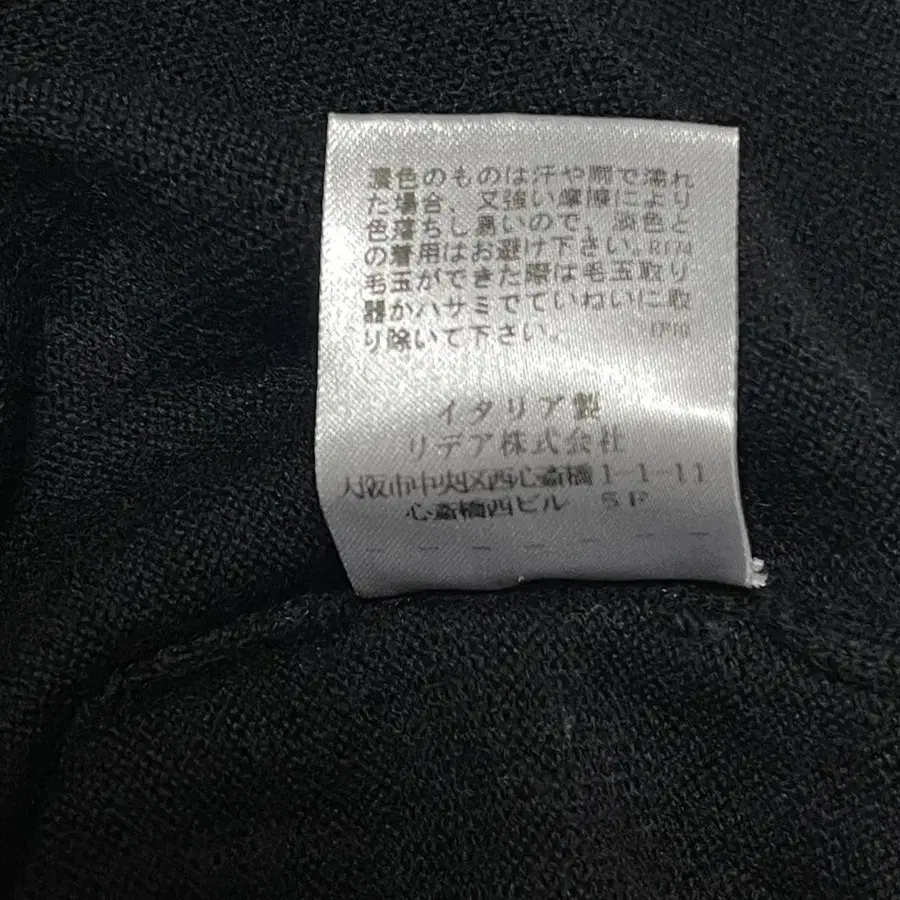 濃色のものは汗や雨で濡れ
た場合、又強い摩擦により
色落ちし易いので、淡色と
の着用はお避け下さい。R174
毛玉ができた際は毛玉取り
器かハサミでていねいに取
り除いて下さい。
イタリア製
リデア株式会社
大阪市中央区西心斎橋1-1-11
心斎橋西ビル 5F